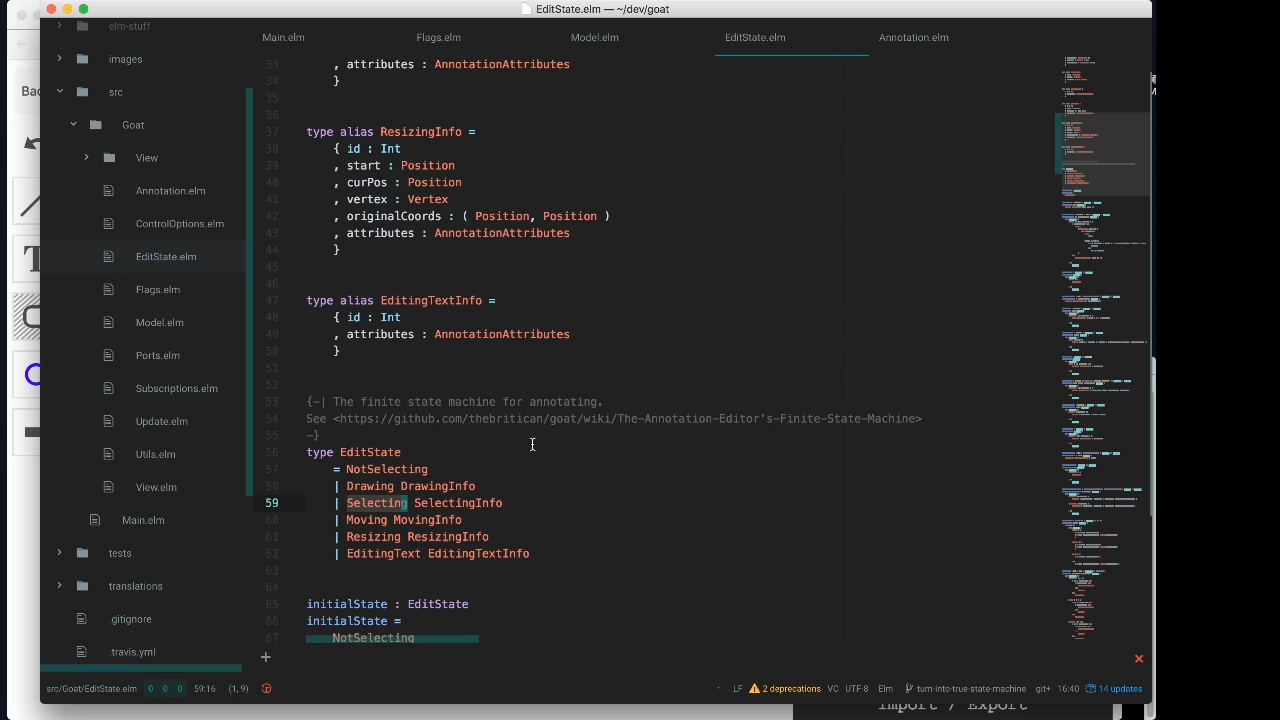 EditState.elm — ~/dev/goat
Main.elm
Flags.elm
Model.elm
EditState.elm
Annotation.elm
elm-stuff
images
src
Goat
View
Annotation.elm
ControlOptions.elm
EditState.elm
Flags.elm
Model.elm
Ports.elm
Subscriptions.elm
Update.elm
Utils.elm
View.elm
Main.elm
tests
translations
.gitignore
.travis.yml
33 , attributes : AnnotationAttributes
34 }
35
36
37 type alias ResizingInfo =
38 { id : Int
39 , start : Position
40 , curPos : Position
41 , vertex : Vertex
42 , originalCoords : ( Position, Position )
43 , attributes : AnnotationAttributes
44 }
45
46
47 type alias EditingTextInfo =
48 { id : Int
49 , attributes : AnnotationAttributes
50 }
51
52
53 {-| The finite state machine for annotating.
54 See <https://github.com/thebritican/goat/wiki/The-Annotation-Editor's-Finite-State-Machine>
55 -}
56 type EditState
57 = NotSelecting
58 | Drawing DrawingInfo
59 | Selecting SelectingInfo
60 | Moving MovingInfo
61 | Resizing ResizingInfo
62 | EditingText EditingTextInfo
63
64
65 initialState : EditState
66 initialState =
67 NotSelecting
+
src/Goat/EditState.elm 0 0 0 59:16 (1, 9)
LF 2 deprecations VC UTF-8 Elm turn-into-true-state-machine git+ 16:40 14 updates
Import / Export